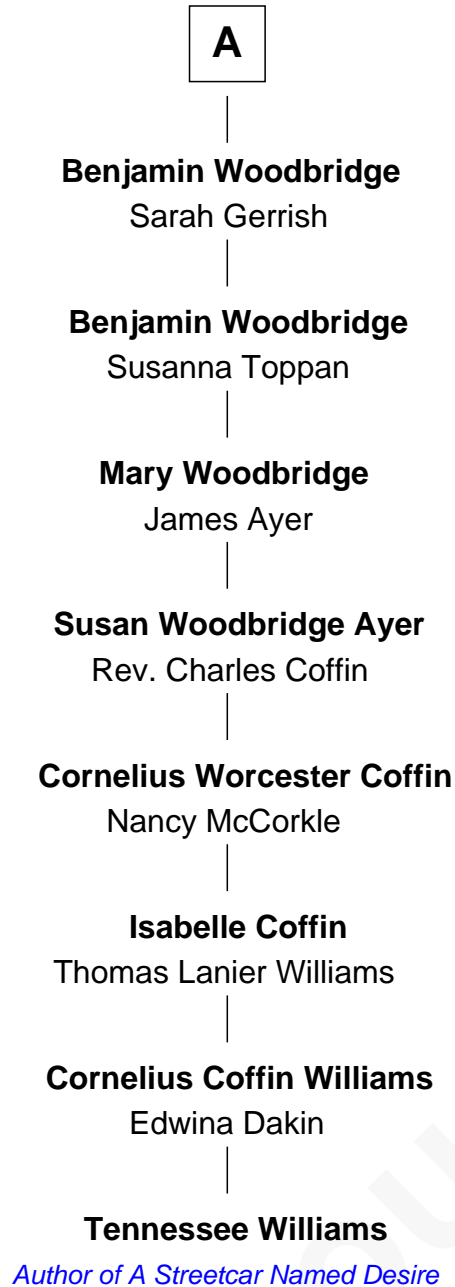 A
Benjamin Woodbridge
Sarah Gerrish
Benjamin Woodbridge
Susanna Toppan
Mary Woodbridge
James Ayer
Susan Woodbridge Ayer
Rev. Charles Coffin
Cornelius Worcester Coffin
Nancy McCorkle
Isabelle Coffin
Thomas Lanier Williams
Cornelius Coffin Williams
Edwina Dakin
Tennessee Williams
Author of A Streetcar Named Desire